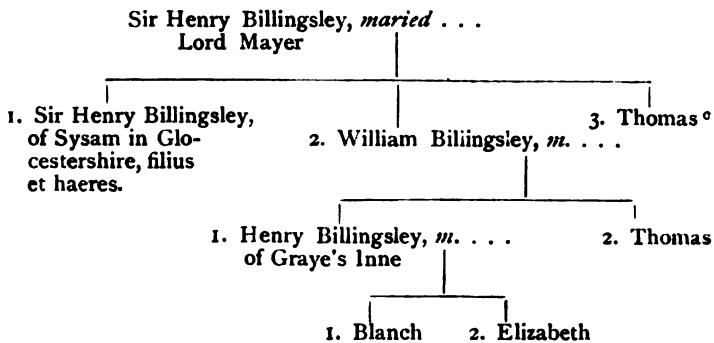 Sir Henry Billingsley, maried . . .
Lord Mayer
1. Sir Henry Billingsley,
of Sysam in Glo-
cestershire, filius
et haeres.
2. William Biliingsley, m. . . .
3. Thomas e
1. Henry Billingsley, m. . . .
of Graye's Inne
2. Thomas
1. Blanch
2. Elizabeth